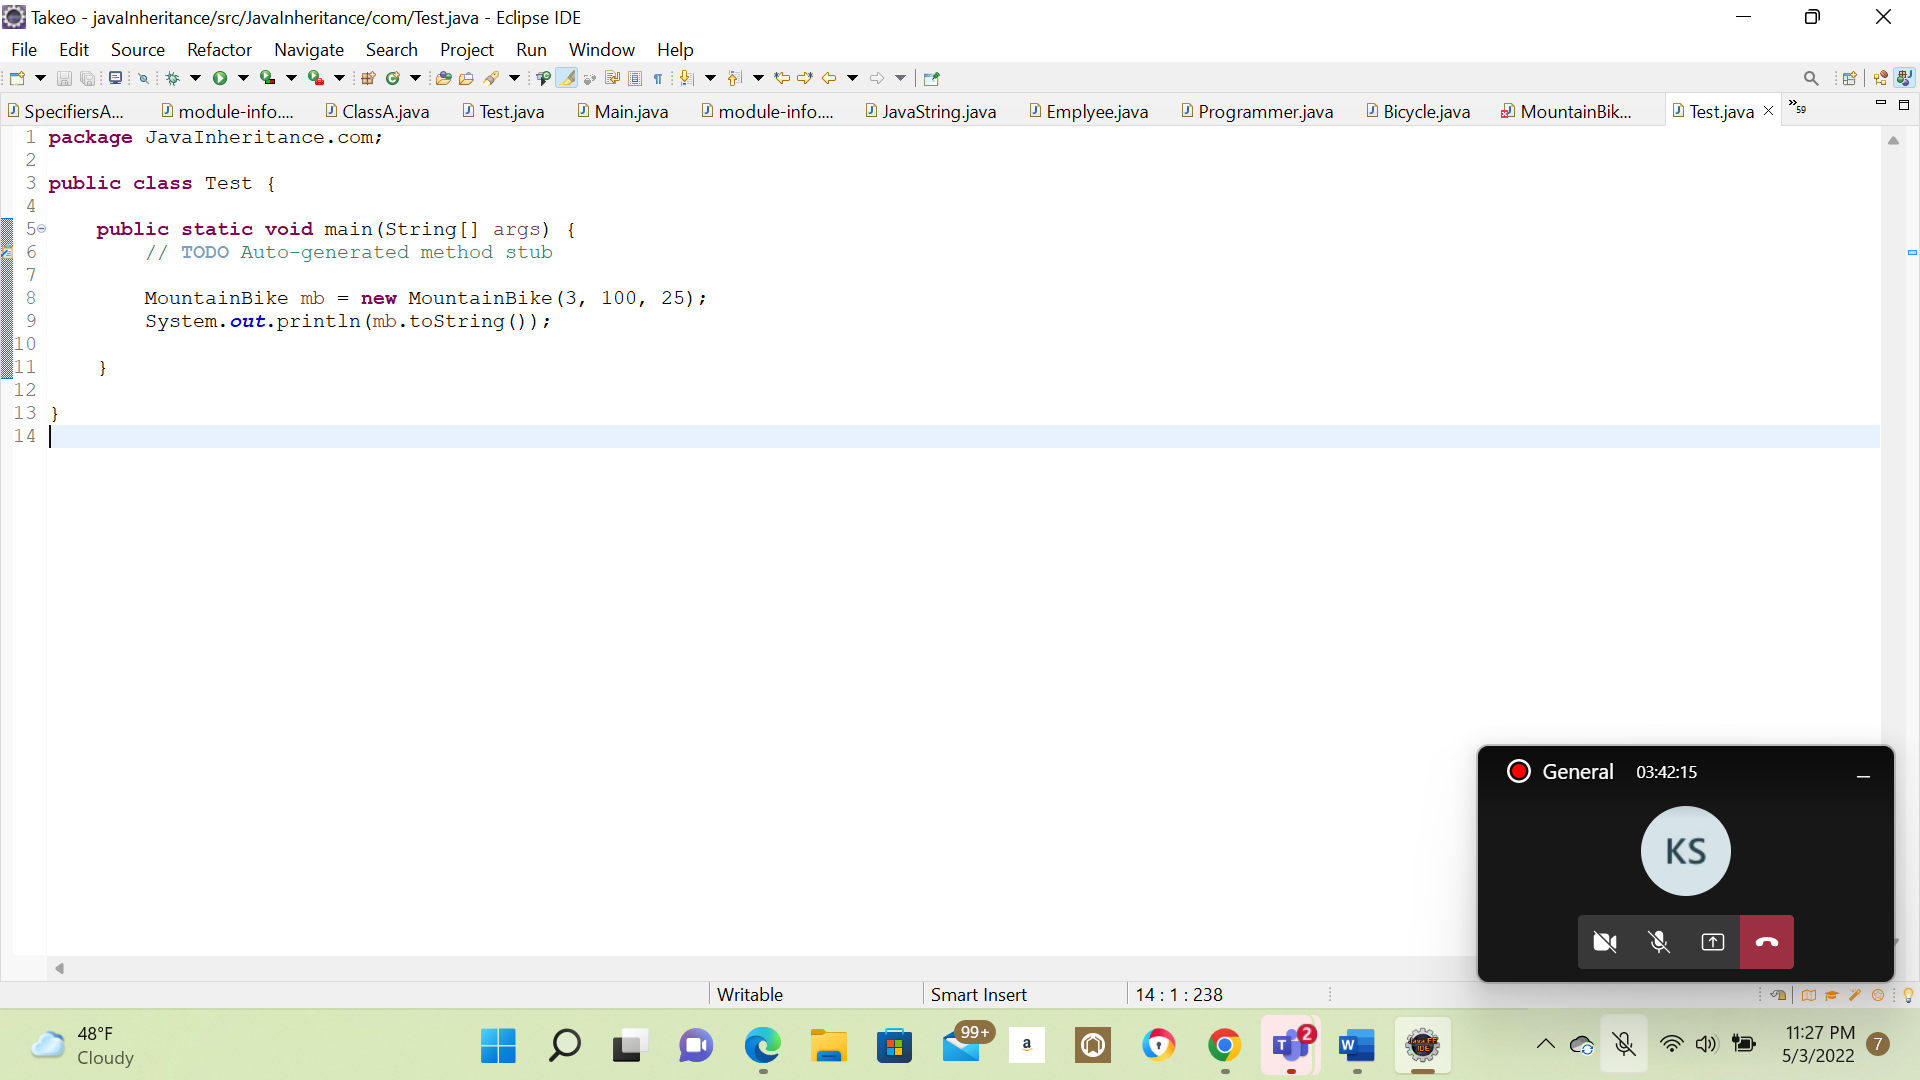 Takeo - javaInheritance/src/JavaInheritance/com/Test.java - Eclipse IDE
File Edit Source Refactor Navigate Search Project Run Window Help
SpecifiersA... module-info.... ClassA.java Test.java Main.java module-info.... JavaString.java Emplyee.java Programmer.java Bicycle.java MountainBik... Test.java »59
1 package JavaInheritance.com;
2
3 public class Test {
4
5 public static void main(String[] args) {
6 // TODO Auto-generated method stub
7
8 MountainBike mb = new MountainBike(3, 100, 25);
9 System.out.println(mb.toString());
10
11 }
12
13 }
14
General 03:42:15
KS
Writable Smart Insert 14 : 1 : 238
48°F
Cloudy
99+
a
T 2
W
Java EE
IDE
11:27 PM
5/3/2022
7